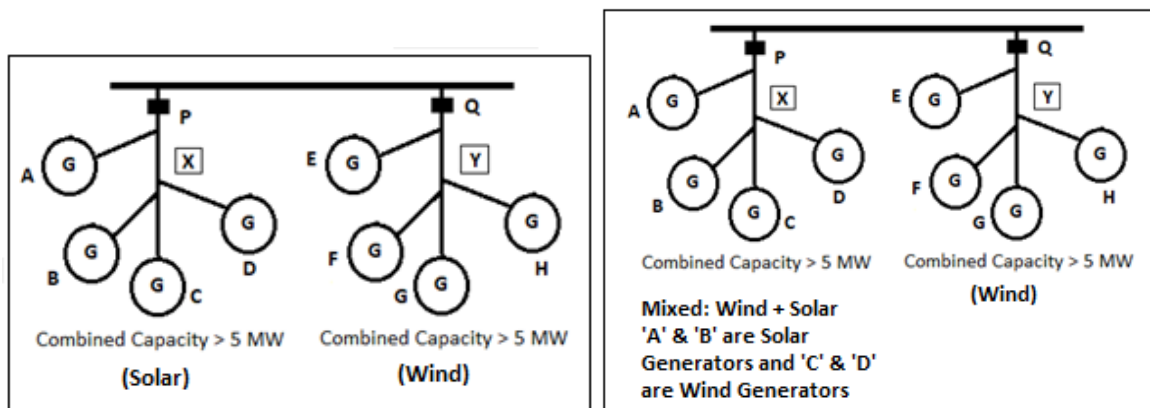 P
Q
A
G
X
E
G
Y
B
G
G
C
G
D
F
G
G
G
G
H
Combined Capacity > 5 MW
Combined Capacity > 5 MW
(Solar)
(Wind)
P
Q
A
G
X
E
G
Y
B
G
G
C
G
D
F
G
G
G
G
H
Combined Capacity > 5 MW
Combined Capacity > 5 MW
(Wind)
Mixed: Wind + Solar
'A' & 'B' are Solar
Generators and 'C' & 'D'
are Wind Generators